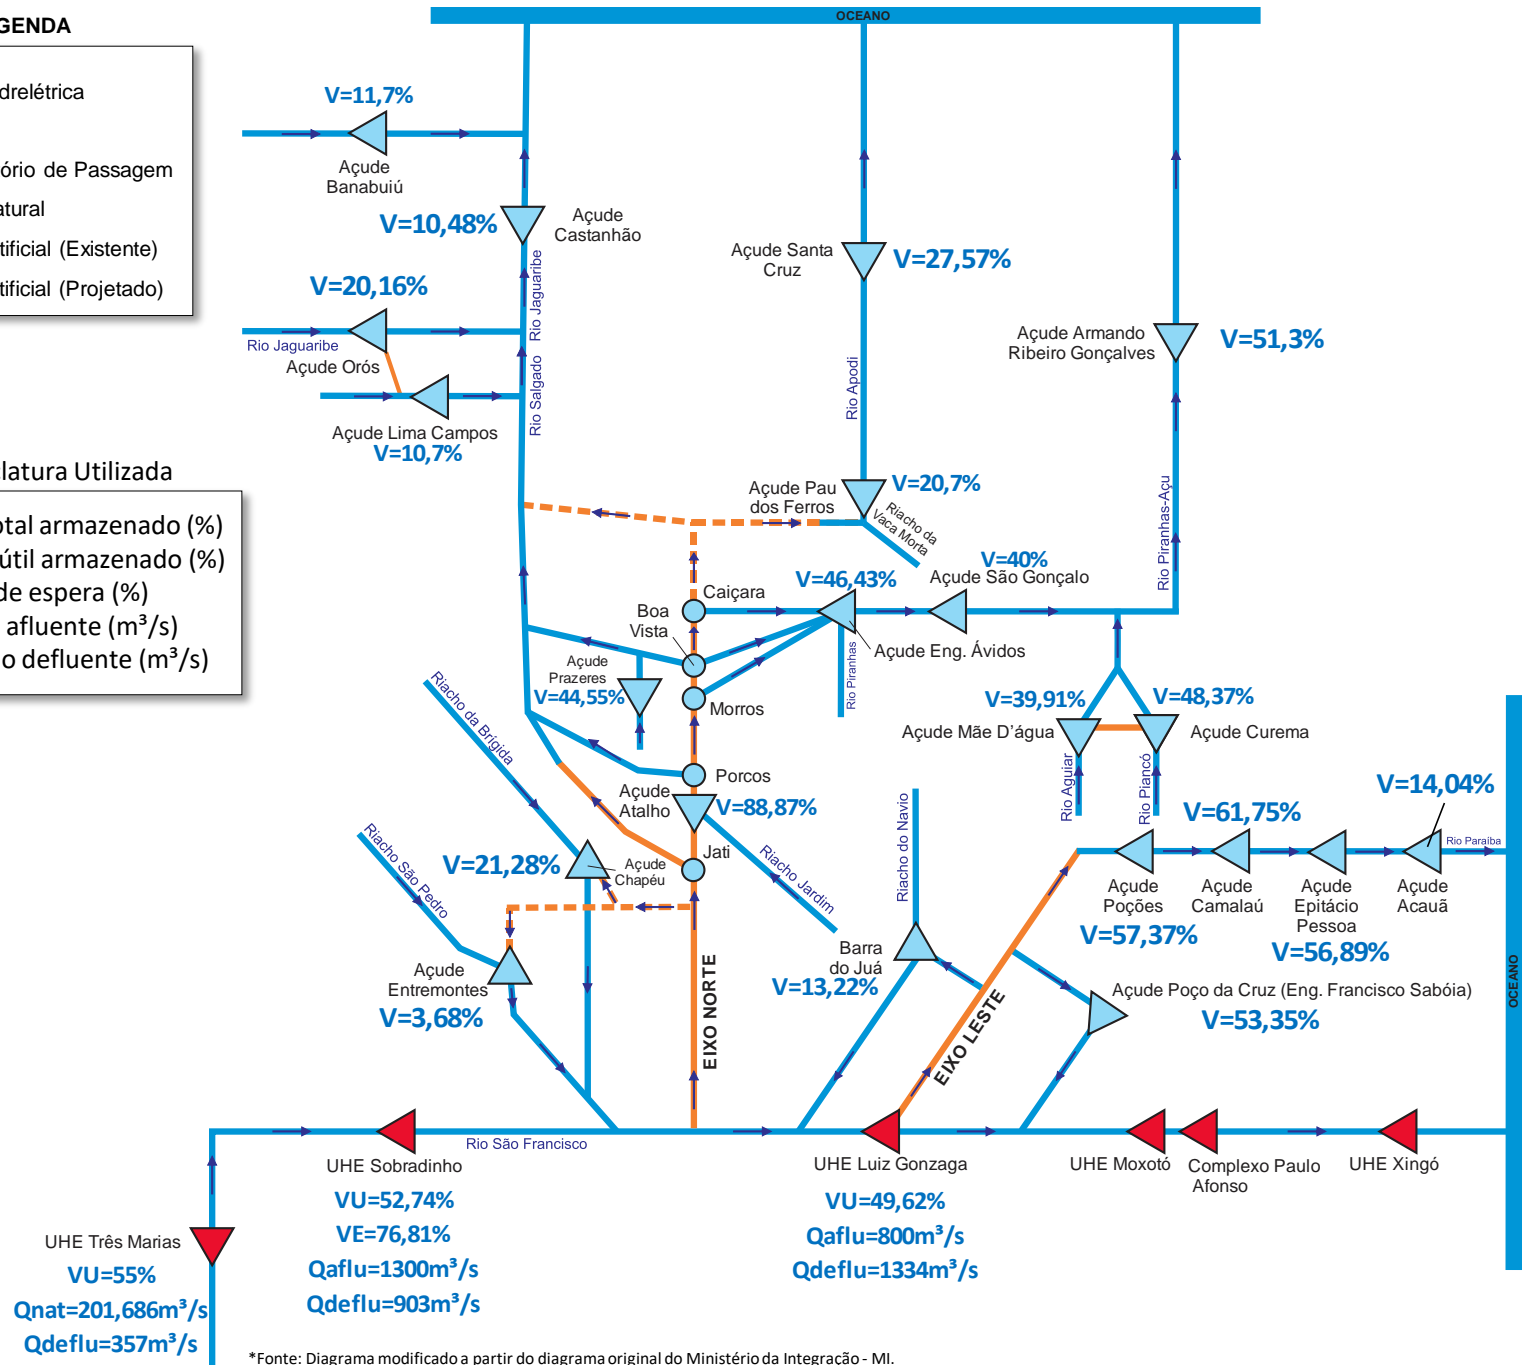 OCEANO
GENDA
drelétrica
ório de Passagem
atural
tificial (Existente)
tificial (Projetado)
V=11,7%
Açude
Banabuiú
V=10,48%
Açude
Castanhão
Rio Jaguaribe
V=20,16%
Rio Jaguaribe
Açude Orós
Rio Salgado
Açude Lima Campos
V=10,7%
Açude Santa
Cruz
V=27,57%
Rio Apodi
Açude Armando
Ribeiro Gonçalves
V=51,3%
Rio Piranhas-Açu
latura Utilizada
otal armazenado (%)
útil armazenado (%)
de espera (%)
afluente (m³/s)
o defluente (m³/s)
Açude Pau
dos Ferros
V=20,7%
Riacho da
Vaca Morta
V=40%
Açude São Gonçalo
V=46,43%
Caiçara
Boa
Vista
Açude Eng. Ávidos
Rio Piranhas
Açude
Prazeres
V=44,55%
Morros
Riacho da Brígida
V=39,91%
V=48,37%
Açude Mãe D'água
Açude Curema
Rio Aguiar
Rio Piancó
Porcos
Açude
Atalho
V=88,87%
Jati
Riacho Jardim
Riacho do Navio
V=14,04%
V=61,75%
Rio Paraiba
Riacho São Pedro
V=21,28%
Açude
Chapéu
Açude
Poções
V=57,37%
Açude
Camalaú
Açude
Epitácio
Pessoa
V=56,89%
Açude
Acauã
Açude
Entremontes
V=3,68%
EIXO NORTE
Barra
do Juá
V=13,22%
EIXO LESTE
Açude Poço da Cruz (Eng. Francisco Sabóia)
V=53,35%
OCEANO
Rio São Francisco
UHE Sobradinho
VU=52,74%
VE=76,81%
Qaflu=1300m³/s
Qdeflu=903m³/s
UHE Luiz Gonzaga
VU=49,62%
Qaflu=800m³/s
Qdeflu=1334m³/s
UHE Moxotó
Complexo Paulo
Afonso
UHE Xingó
UHE Três Marias
VU=55%
Qnat=201,686m³/s
Qdeflu=357m³/s
*Fonte: Diagrama modificado a partir do diagrama original do Ministério da Integração - MI.